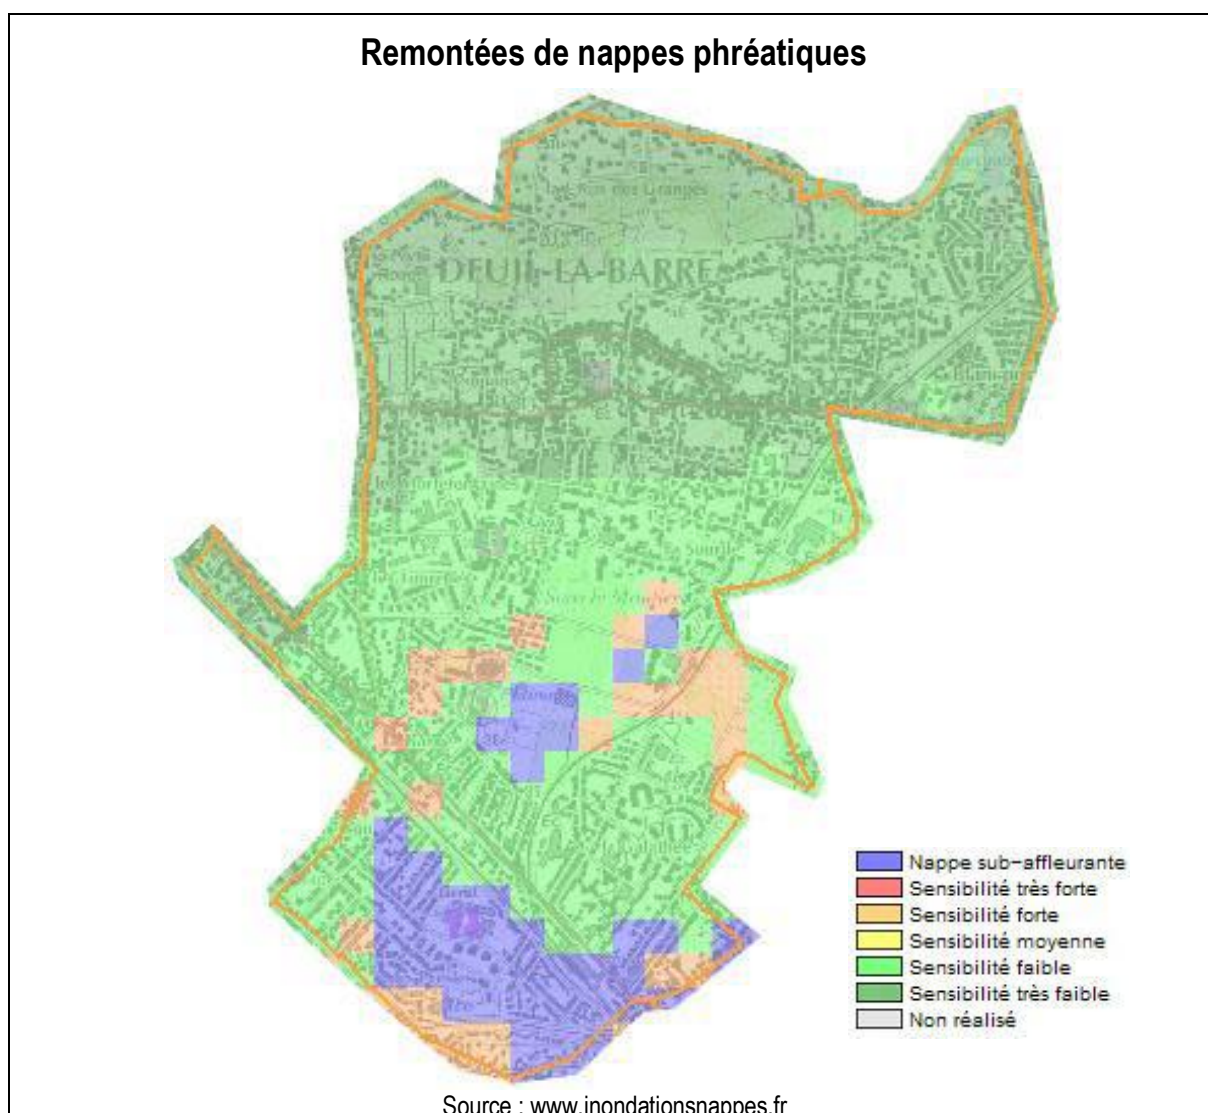 Remontées de nappes phréatiques
DEUIL-LA-BARRE
Nappe sub-affleurante
Sensibilité très forte
Sensibilité forte
Sensibilité moyenne
Sensibilité faible
Sensibilité très faible
Non réalisé
Source : www.inondationsnappes.fr